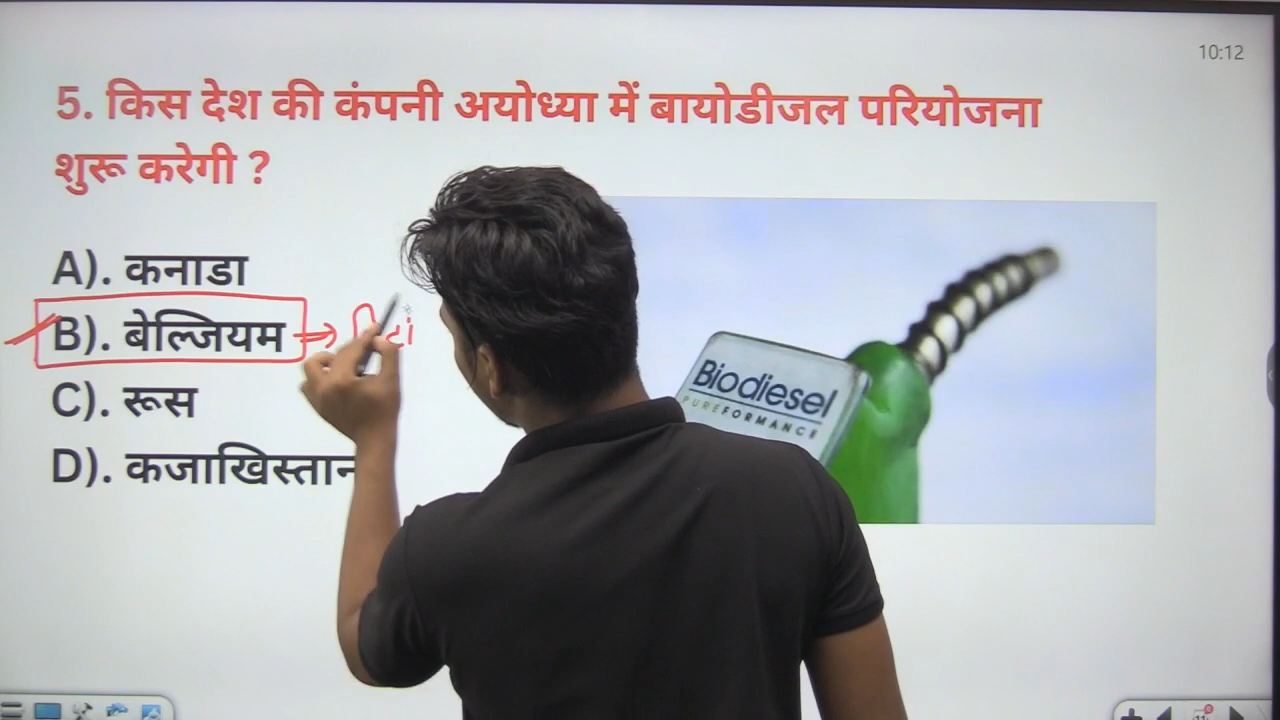 10:12
5. किस देश की कंपनी अयोध्या में बायोडीजल परियोजना
शुरू करेगी ?
A). कनाडा
B). बेल्जियम
C). रूस
D). कजाखिस्तान
Biodiesel
PUREFORMANCE